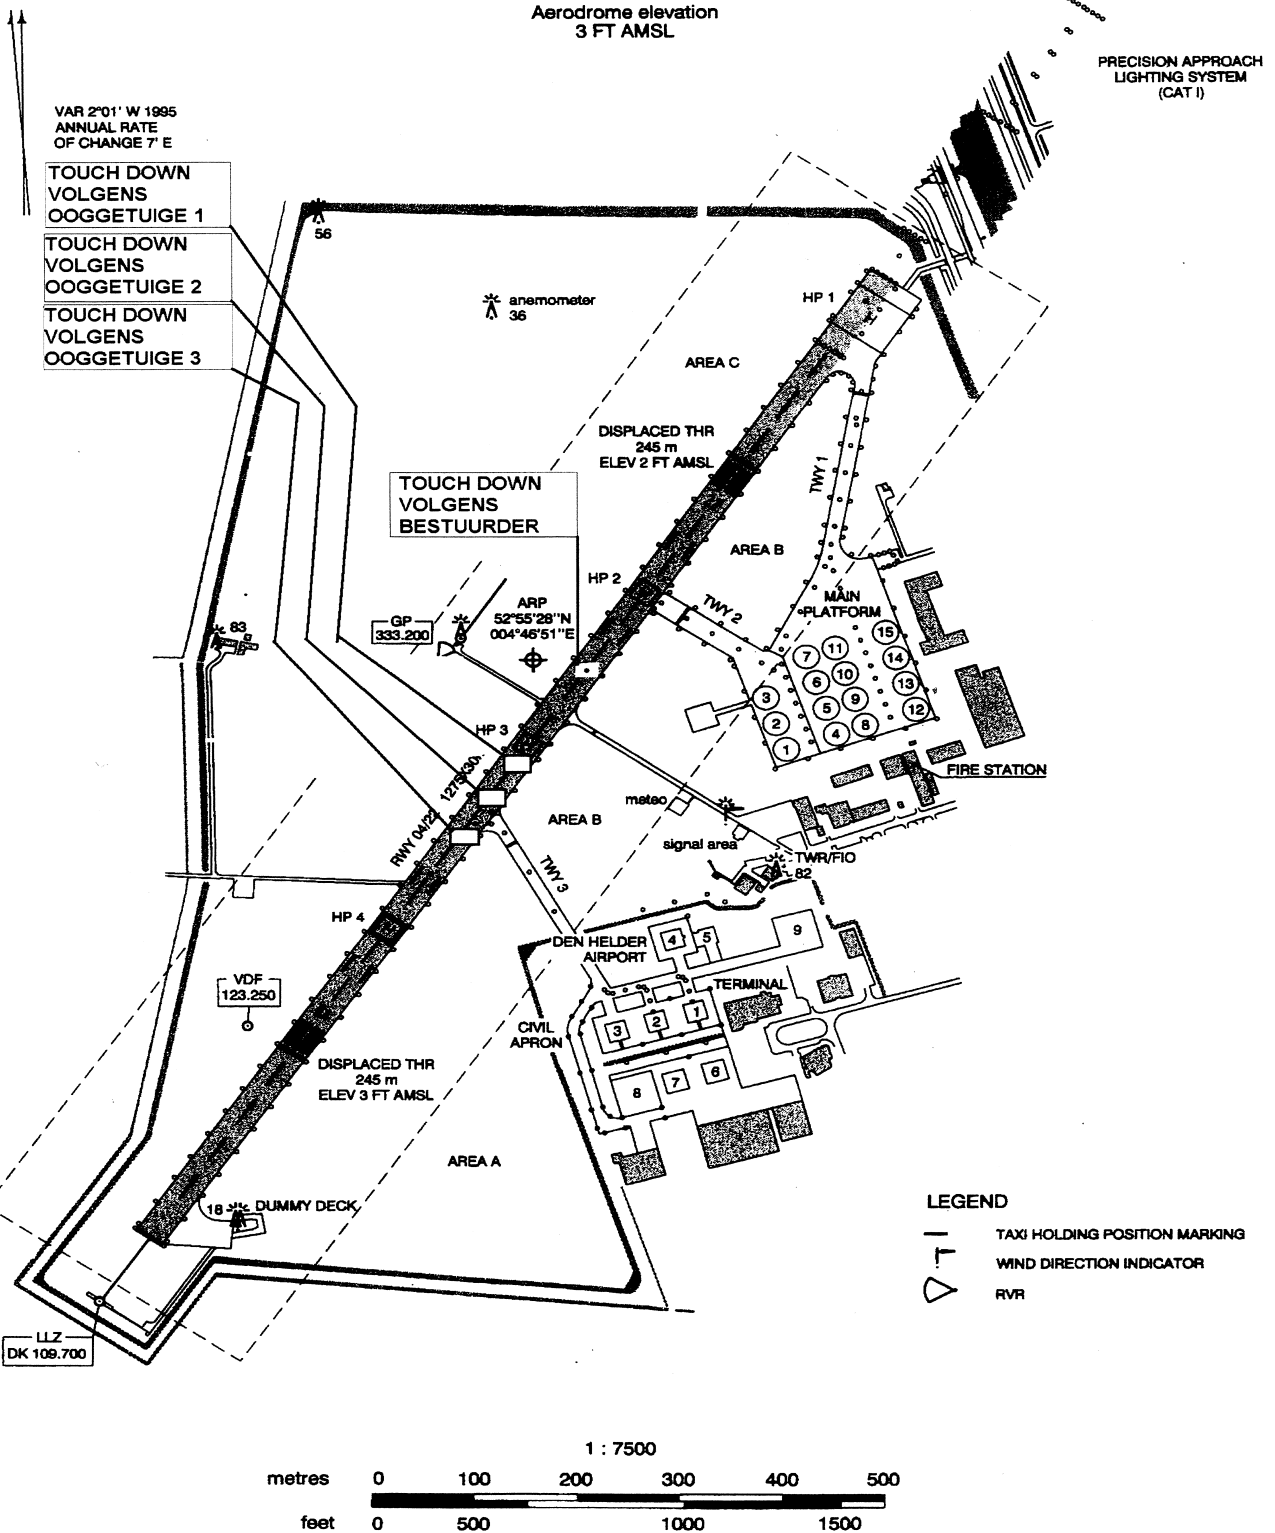 Aerodrome elevation
3 FT AMSL
PRECISION APPROACH
LIGHTING SYSTEM
(CAT I)
VAR 2°01' W 1995
ANNUAL RATE
OF CHANGE 7' E
TOUCH DOWN
VOLGENS
OOGGETUIGE 1
TOUCH DOWN
VOLGENS
OOGGETUIGE 2
TOUCH DOWN
VOLGENS
OOGGETUIGE 3
56
anemometer
36
HP 1
H
AREA C
DISPLACED THR
245 m
ELEV 2 FT AMSL
TWY 1
TOUCH DOWN
VOLGENS
BESTUURDER
AREA B
HP 2
TWY 2
MAIN
PLATFORM
ARP
52°55'28"N
004°46'51"E
GP
333.200
83
15
11
7
14
10
6
13
9
5
12
8
4
3
2
1
HP 3
RWY 04/22 1275X30
FIRE STATION
meteo
AREA B
signal area
TWR/FIO
82
TWY 3
HP 4
DEN HELDER
AIRPORT
4
5
9
VDF
123.250
TERMINAL
CIVIL
APRON
3
2
1
DISPLACED THR
245 m
ELEV 3 FT AMSL
8
7
6
AREA A
18
DUMMY DECK
LLZ
DK 109.700
LEGEND
TAXI HOLDING POSITION MARKING
WIND DIRECTION INDICATOR
RVR
1 : 7500
metres 0 100 200 300 400 500
feet 0 500 1000 1500